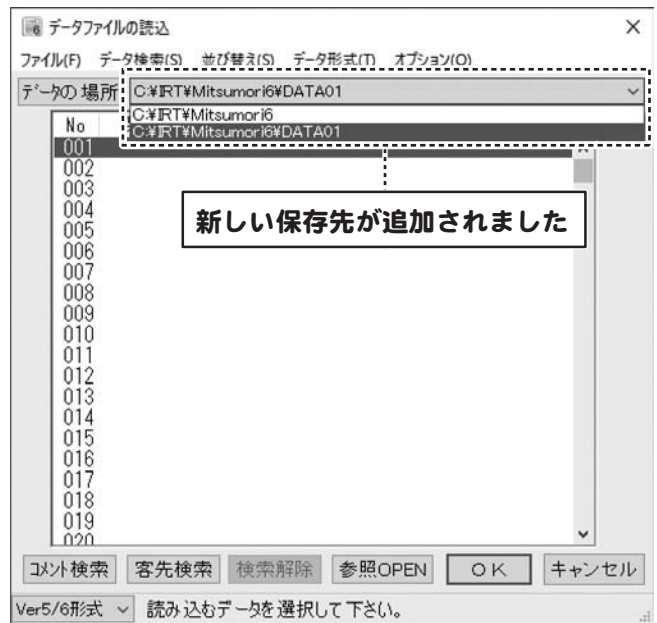 データファイルの読込
ファイル(F) データ検索(S) 並び替え(S) データ形式(T) オプション(O)
データの場所 C:¥IRT¥Mitsumori6¥DATA01
C:¥IRT¥Mitsumori6
C:¥IRT¥Mitsumori6¥DATA01
No
001
002
003
004
005
006
007
008
009
010
011
012
013
014
015
016
017
018
019
020
新しい保存先が追加されました
コメント検索 客先検索 検索解除 参照OPEN OK キャンセル
Ver5/6形式 読み込むデータを選択して下さい。